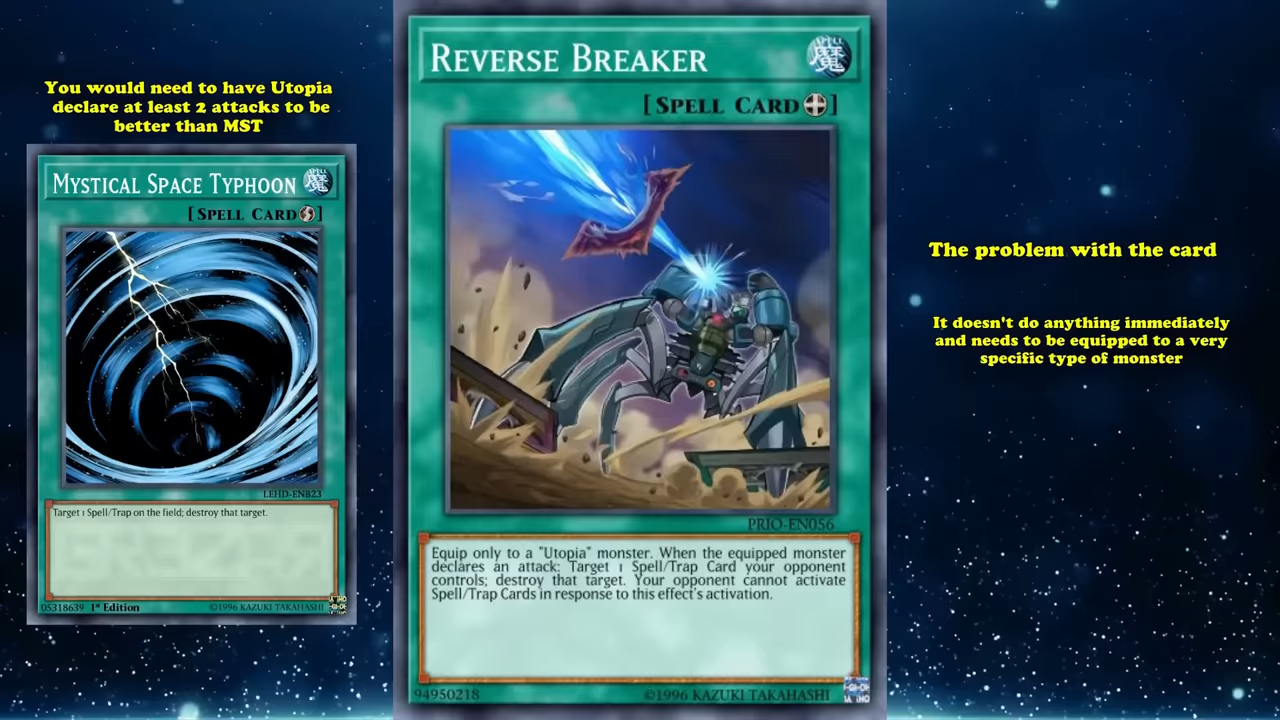 You would need to have Utopia
declare at least 2 attacks to be
better than MST
MYSTICAL SPACE TYPHOON
SPELL
魔
[SPELL CARD]
LEHD-ENB23
Target 1 Spell/Trap on the field; destroy that target.
05318639 1st Edition
©1996 KAZUKI TAKAHASHI
REVERSE BREAKER
SPELL
魔
[SPELL CARD]
PRIO-EN056
Equip only to a "Utopia" monster. When the equipped monster
declares an attack: Target 1 Spell/Trap Card your opponent
controls; destroy that target. Your opponent cannot activate
Spell/Trap Cards in response to this effect's activation.
94950218
©1996 KAZUKI TAKAHASHI
The problem with the card
It doesn't do anything immediately
and needs to be equipped to a very
specific type of monster